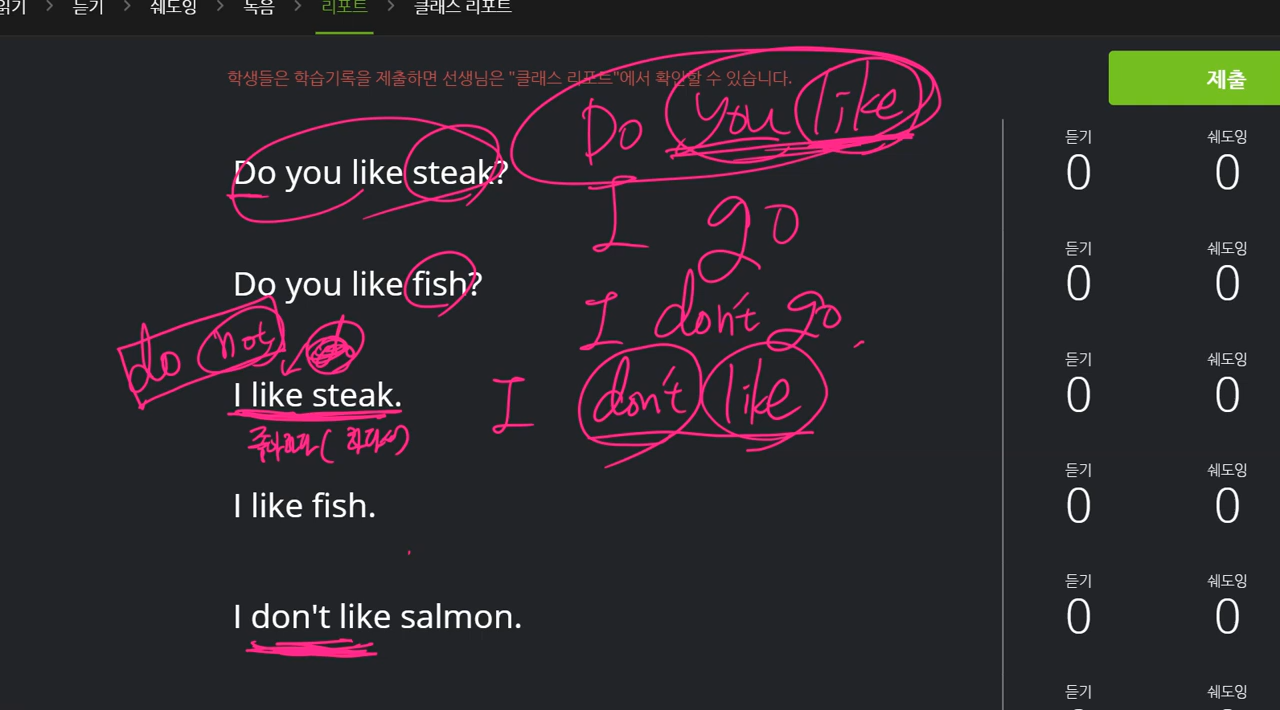 읽기 > 듣기 > 쉐도잉 > 녹음 > 리포트 > 클래스 리포트
학생들은 학습기록을 제출하면 선생님은 "클래스 리포트"에서 확인할 수 있습니다.
제출
Do you like
듣기 쉐도잉
Do you like steak?
0 0
I go
듣기 쉐도잉
Do you like fish?
0 0
I don't go.
do not
듣기 쉐도잉
I like steak.
I don't like
0 0
좋아하다(
듣기 쉐도잉
I like fish.
0 0
듣기 쉐도잉
I don't like salmon.
0 0
듣기 쉐도잉